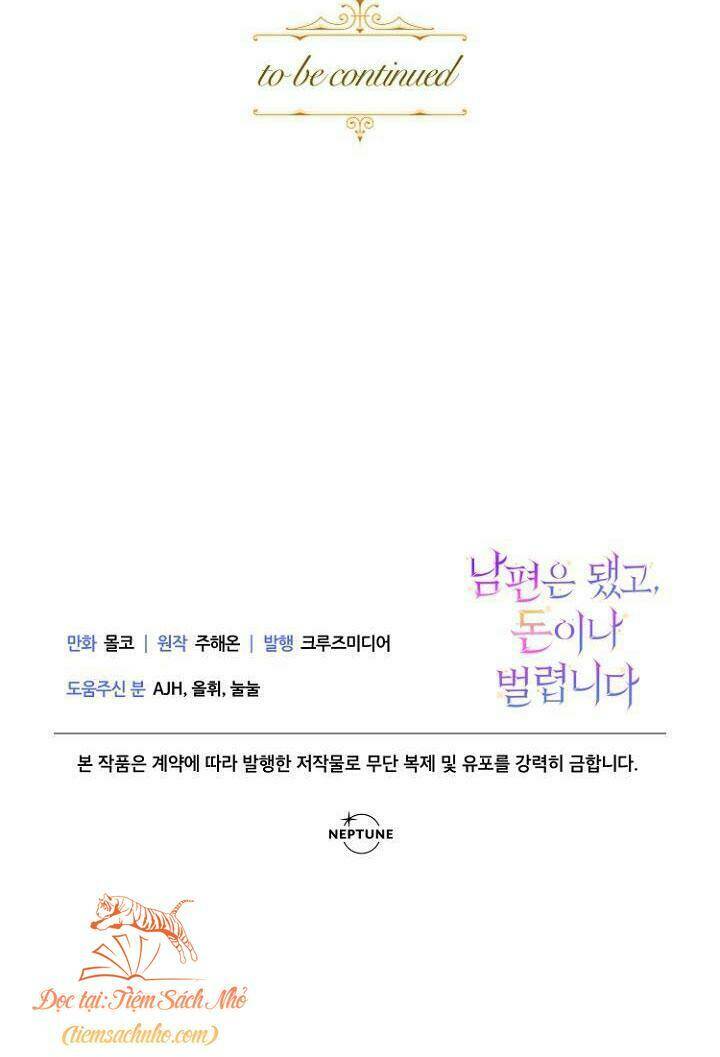 to be continued
남편은 됐고,
돈이나
벌렵니다
만화 몰코 | 원작 주해온 | 발행 크루즈미디어
도움주신 분 AJH, 올휘, 눌눌
본 작품은 계약에 따라 발행한 저작물로 무단 복제 및 유포를 강력히 금합니다.
NEPTUNE
Đọc tại: Tiệm Sách Nhỏ
(tiemsachnho.com)